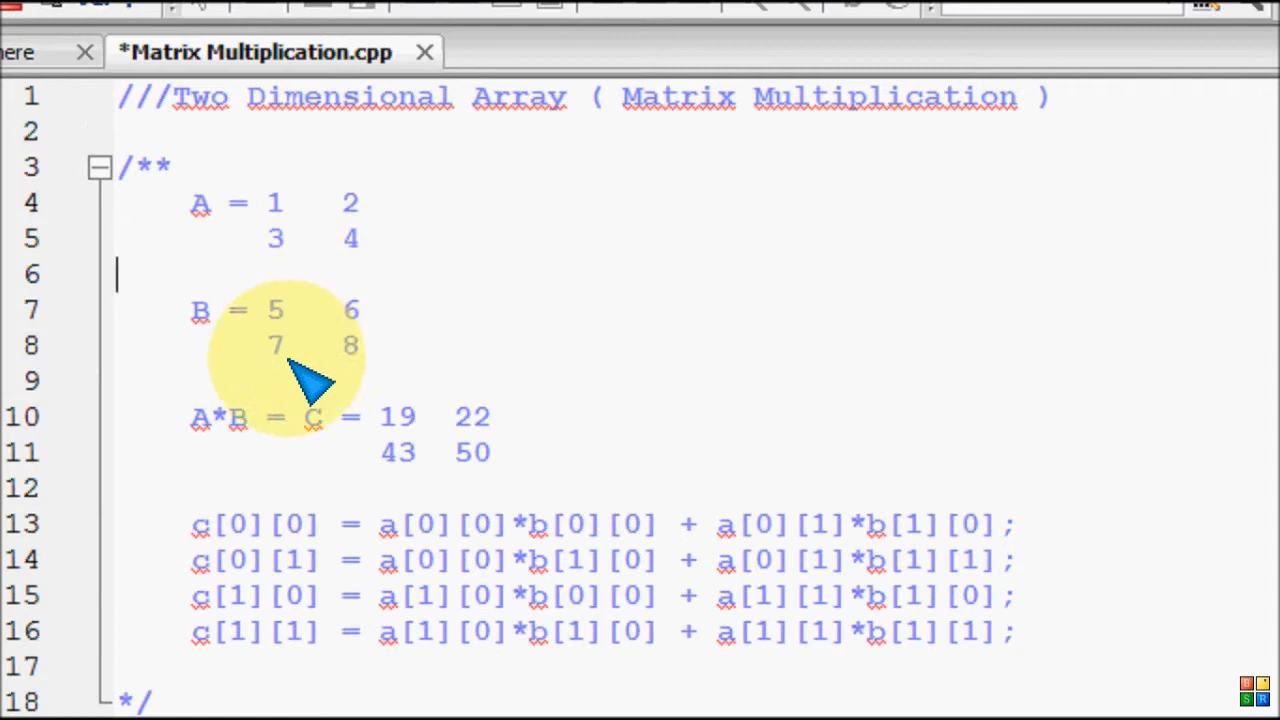 ere
*Matrix Multiplication.cpp
1 ///Two Dimensional Array ( Matrix Multiplication )
2
3 /**
4 A = 1 2
5 3 4
6
7 B = 5 6
8 7 8
9
10 A*B = C = 19 22
11 43 50
12
13 c[0][0] = a[0][0]*b[0][0] + a[0][1]*b[1][0];
14 c[0][1] = a[0][0]*b[1][0] + a[0][1]*b[1][1];
15 c[1][0] = a[1][0]*b[0][0] + a[1][1]*b[1][0];
16 c[1][1] = a[1][0]*b[1][0] + a[1][1]*b[1][1];
17
18 */
B
S R